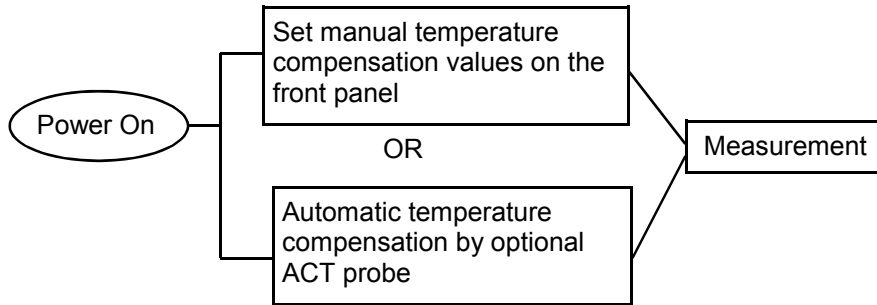 Set manual temperature
compensation values on the
front panel
Power On
OR
Measurement
Automatic temperature
compensation by optional
ACT probe